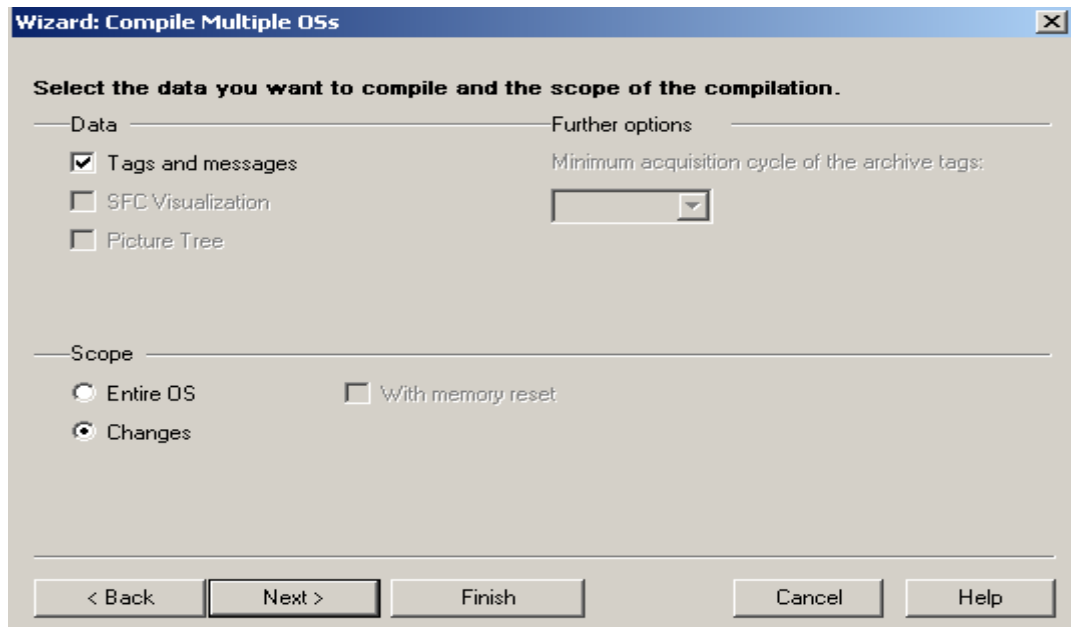 Wizard: Compile Multiple OSs
Select the data you want to compile and the scope of the compilation.
Data
Further options
Tags and messages
Minimum acquisition cycle of the archive tags:
SFC Visualization
Picture Tree
Scope
Entire OS
With memory reset
Changes
< Back
Next >
Finish
Cancel
Help